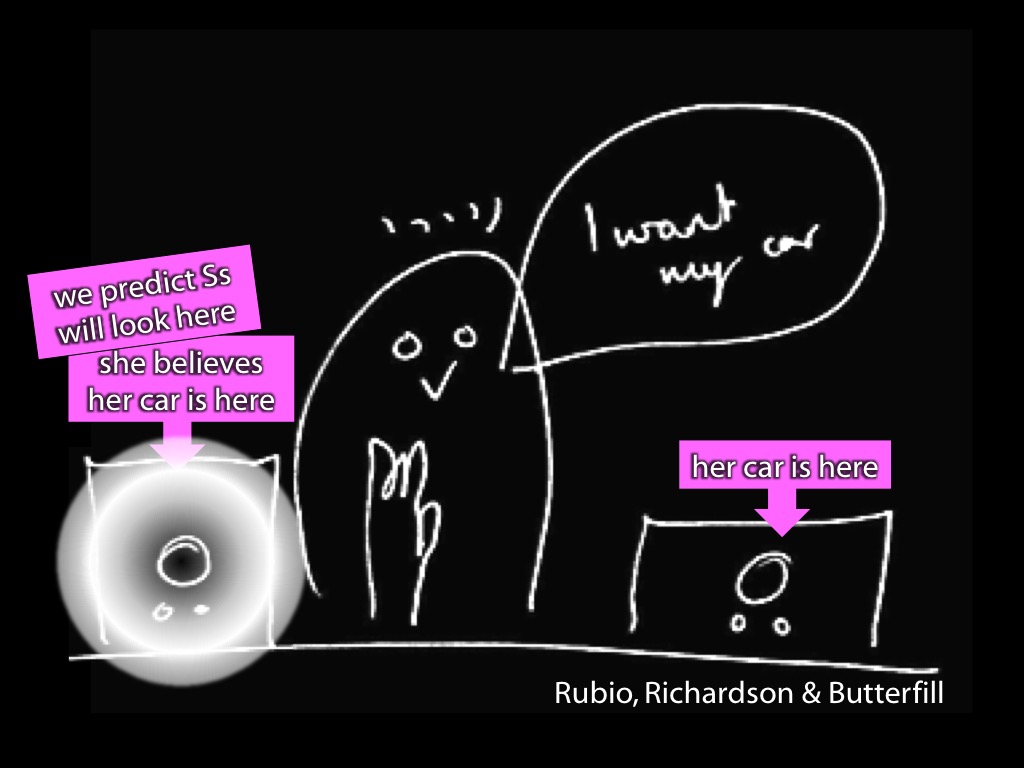 I want
my car
we predict Ss
will look here
she believes
her car is here
her car is here
Rubio, Richardson & Butterfill